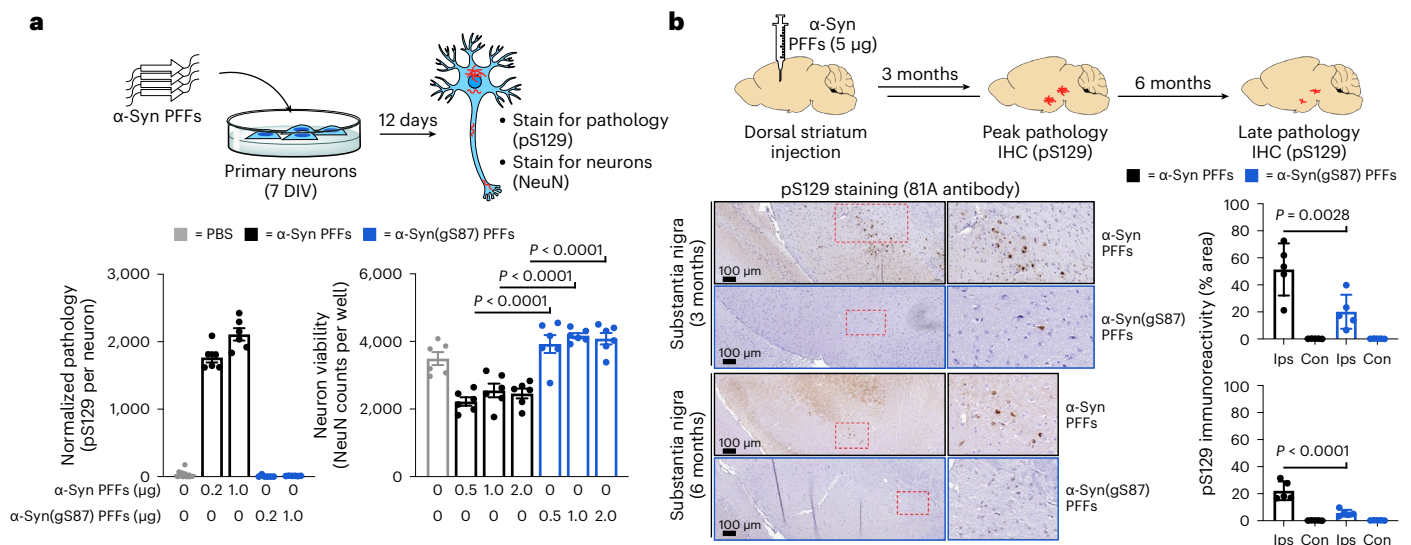 a
α-Syn PFFs
Primary neurons
(7 DIV)
12 days
• Stain for pathology
(pS129)
• Stain for neurons
(NeuN)
= PBS
= α-Syn PFFs
= α-Syn(gS87) PFFs
Normalized pathology
(pS129 per neuron)
3,000
2,000
1,000
0
α-Syn PFFs (µg)
0 0.2 1.0 0 0
α-Syn(gS87) PFFs (µg)
0 0 0 0.2 1.0
Neuron viability
(NeuN counts per well)
6,000
4,000
2,000
0
P < 0.0001
P < 0.0001
P < 0.0001
0 0.5 1.0 2.0 0 0 0
0 0 0 0 0.5 1.0 2.0
b
α-Syn
PFFs (5 µg)
3 months
6 months
Dorsal striatum
injection
Peak pathology
IHC (pS129)
Late pathology
IHC (pS129)
= α-Syn PFFs
= α-Syn(gS87) PFFs
pS129 staining (81A antibody)
Substantia nigra
(3 months)
100 µm
α-Syn
PFFs
100 µm
α-Syn(gS87)
PFFs
Substantia nigra
(6 months)
100 µm
α-Syn
PFFs
100 µm
α-Syn(gS87)
PFFs
pS129 immunoreactivity (% area)
100
80
60
40
20
0
P = 0.0028
Ips Con Ips Con
100
80
60
40
20
0
P < 0.0001
Ips Con Ips Con